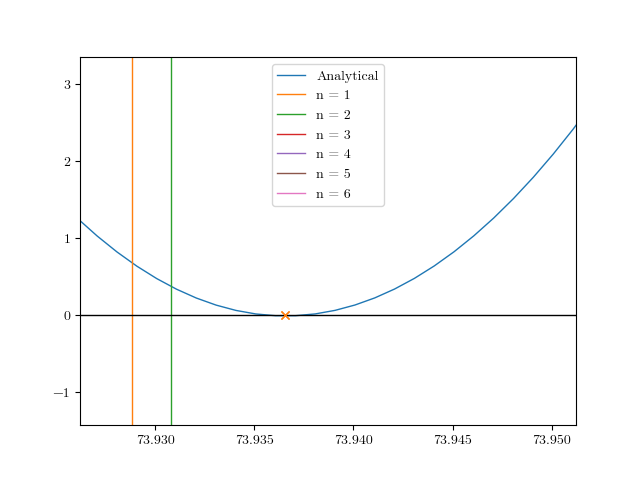 Analytical
n = 1
n = 2
n = 3
n = 4
n = 5
n = 6
3
2
1
0
−1
73.930 73.935 73.940 73.945 73.950